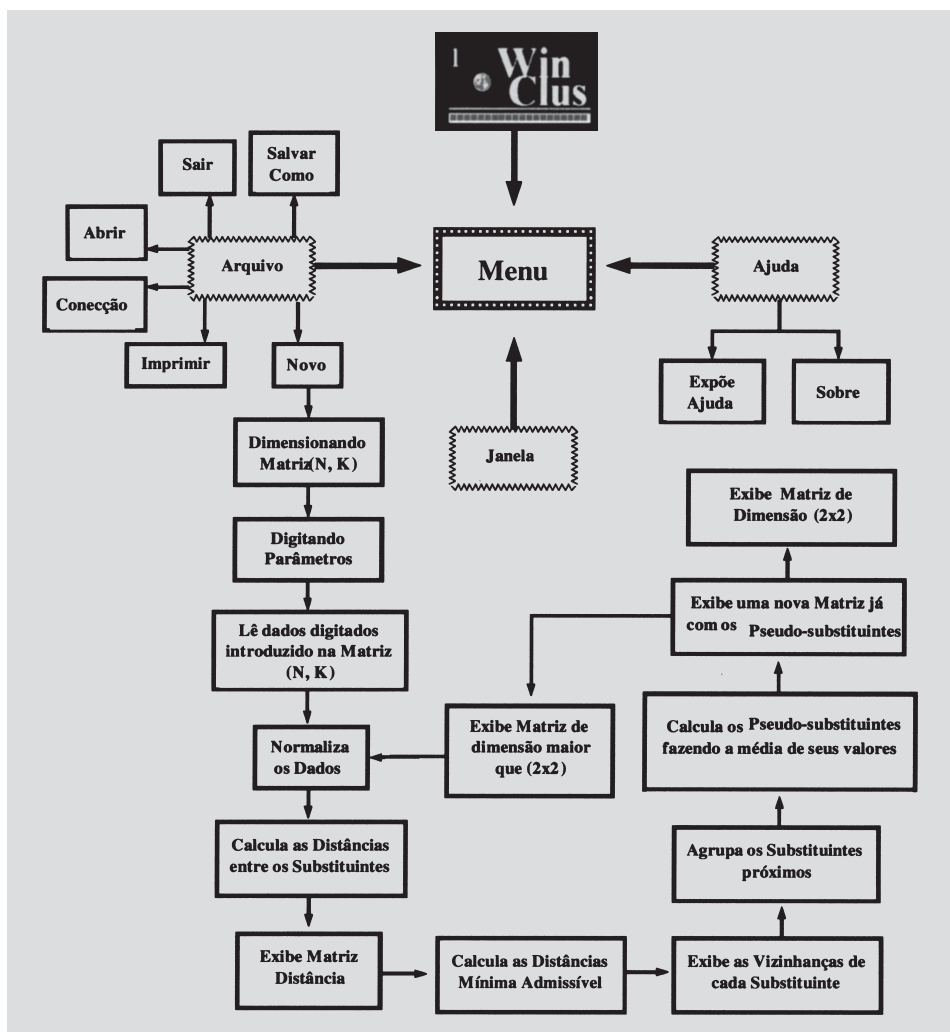 1
Win
Clus
Salvar
Como
Sair
Abrir
Arquivo
Menu
Ajuda
Conecção
Imprimir
Novo
Expõe
Ajuda
Sobre
Dimensionando
Matriz(N, K)
Janela
Exibe Matriz de
Dimensão (2x2)
Digitando
Parâmetros
Exibe uma nova Matriz já
com os Pseudo-substituintes
Lê dados digitados
introduzido na Matriz
(N, K)
Exibe Matriz de
dimensão maior
que (2x2)
Calcula os Pseudo-substituintes
fazendo a média de seus valores
Normaliza
os Dados
Calcula as Distâncias
entre os Substituintes
Agrupa os Substituintes
próximos
Exibe Matriz
Distância
Calcula as Distâncias
Mínima Admissível
Exibe as Vizinhanças de
cada Substituinte